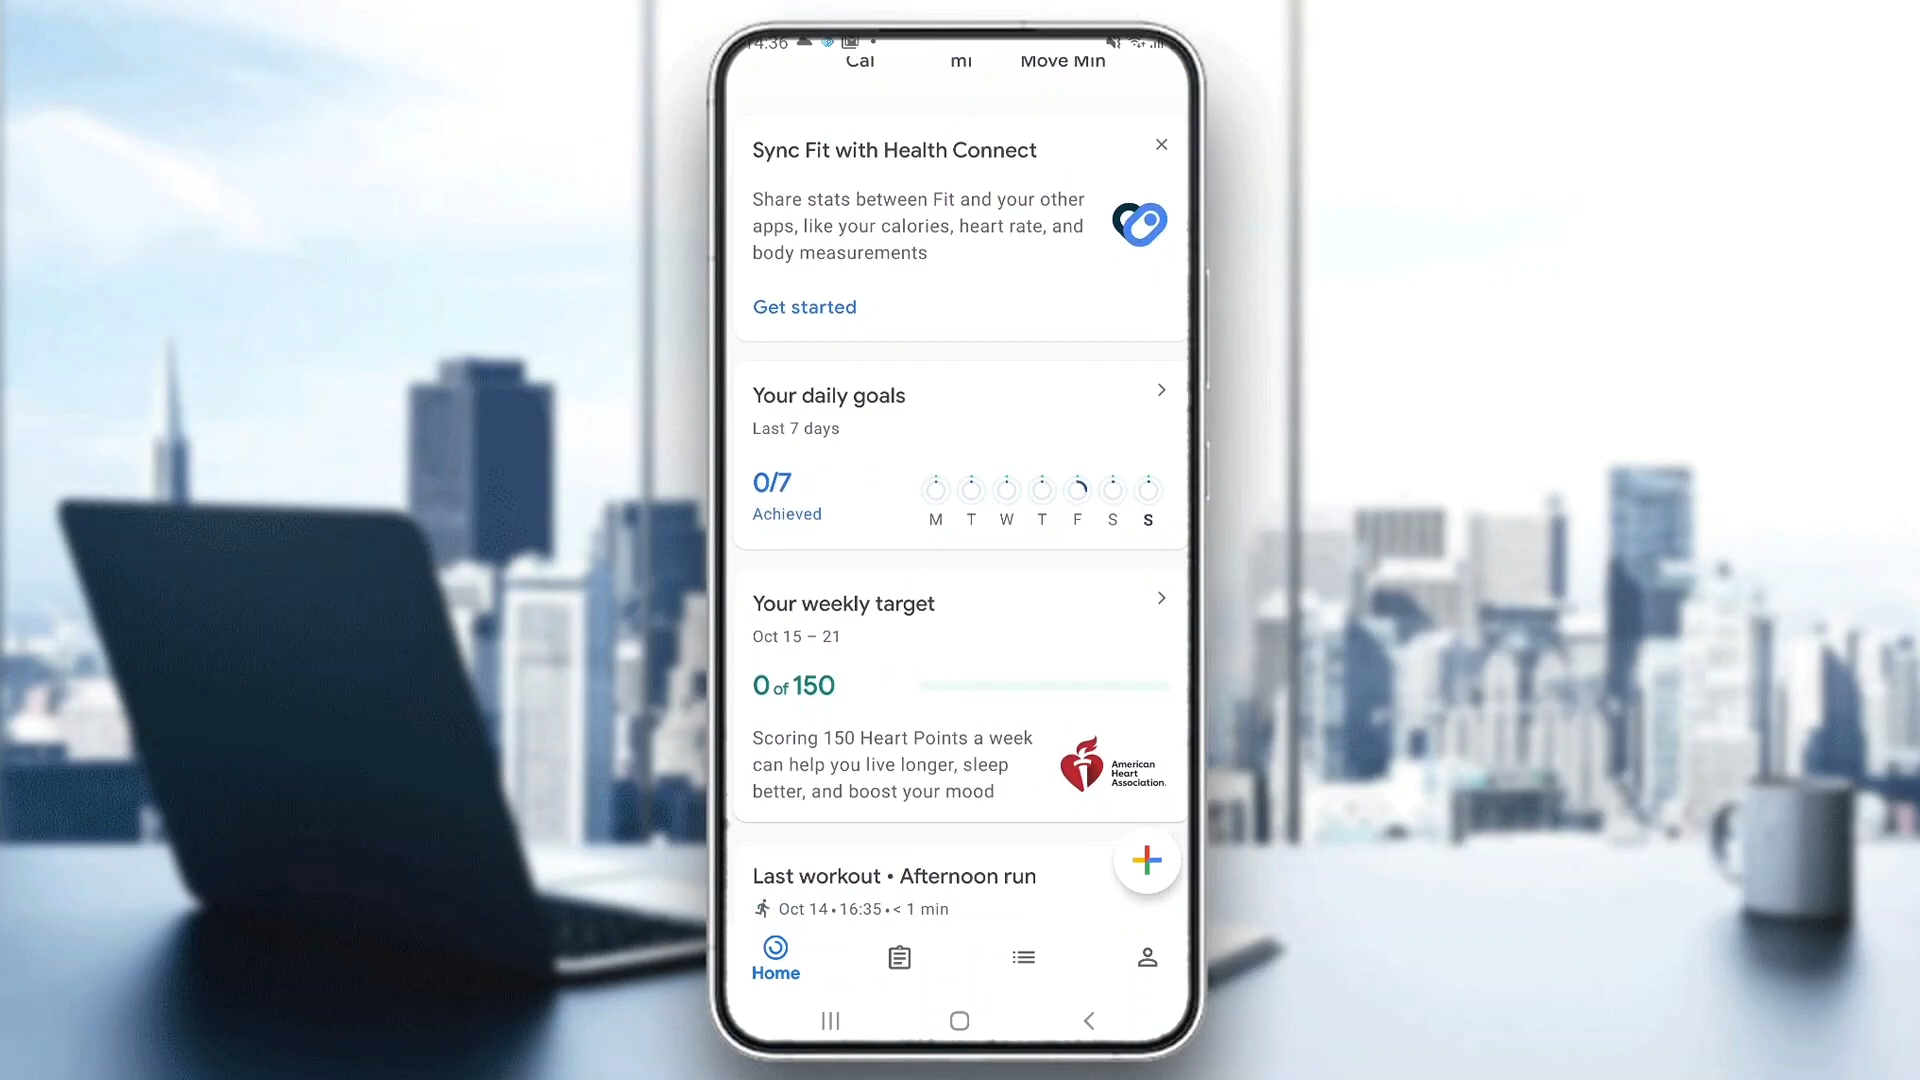 14:36
Cal mi Move Min
Sync Fit with Health Connect
Share stats between Fit and your other
apps, like your calories, heart rate, and
body measurements
Get started
Your daily goals
Last 7 days
0/7
Achieved
M T W T F S S
Your weekly target
Oct 15 – 21
0 of 150
Scoring 150 Heart Points a week
can help you live longer, sleep
better, and boost your mood
American
Heart
Association.
Last workout • Afternoon run
Oct 14 • 16:35 • < 1 min
Home